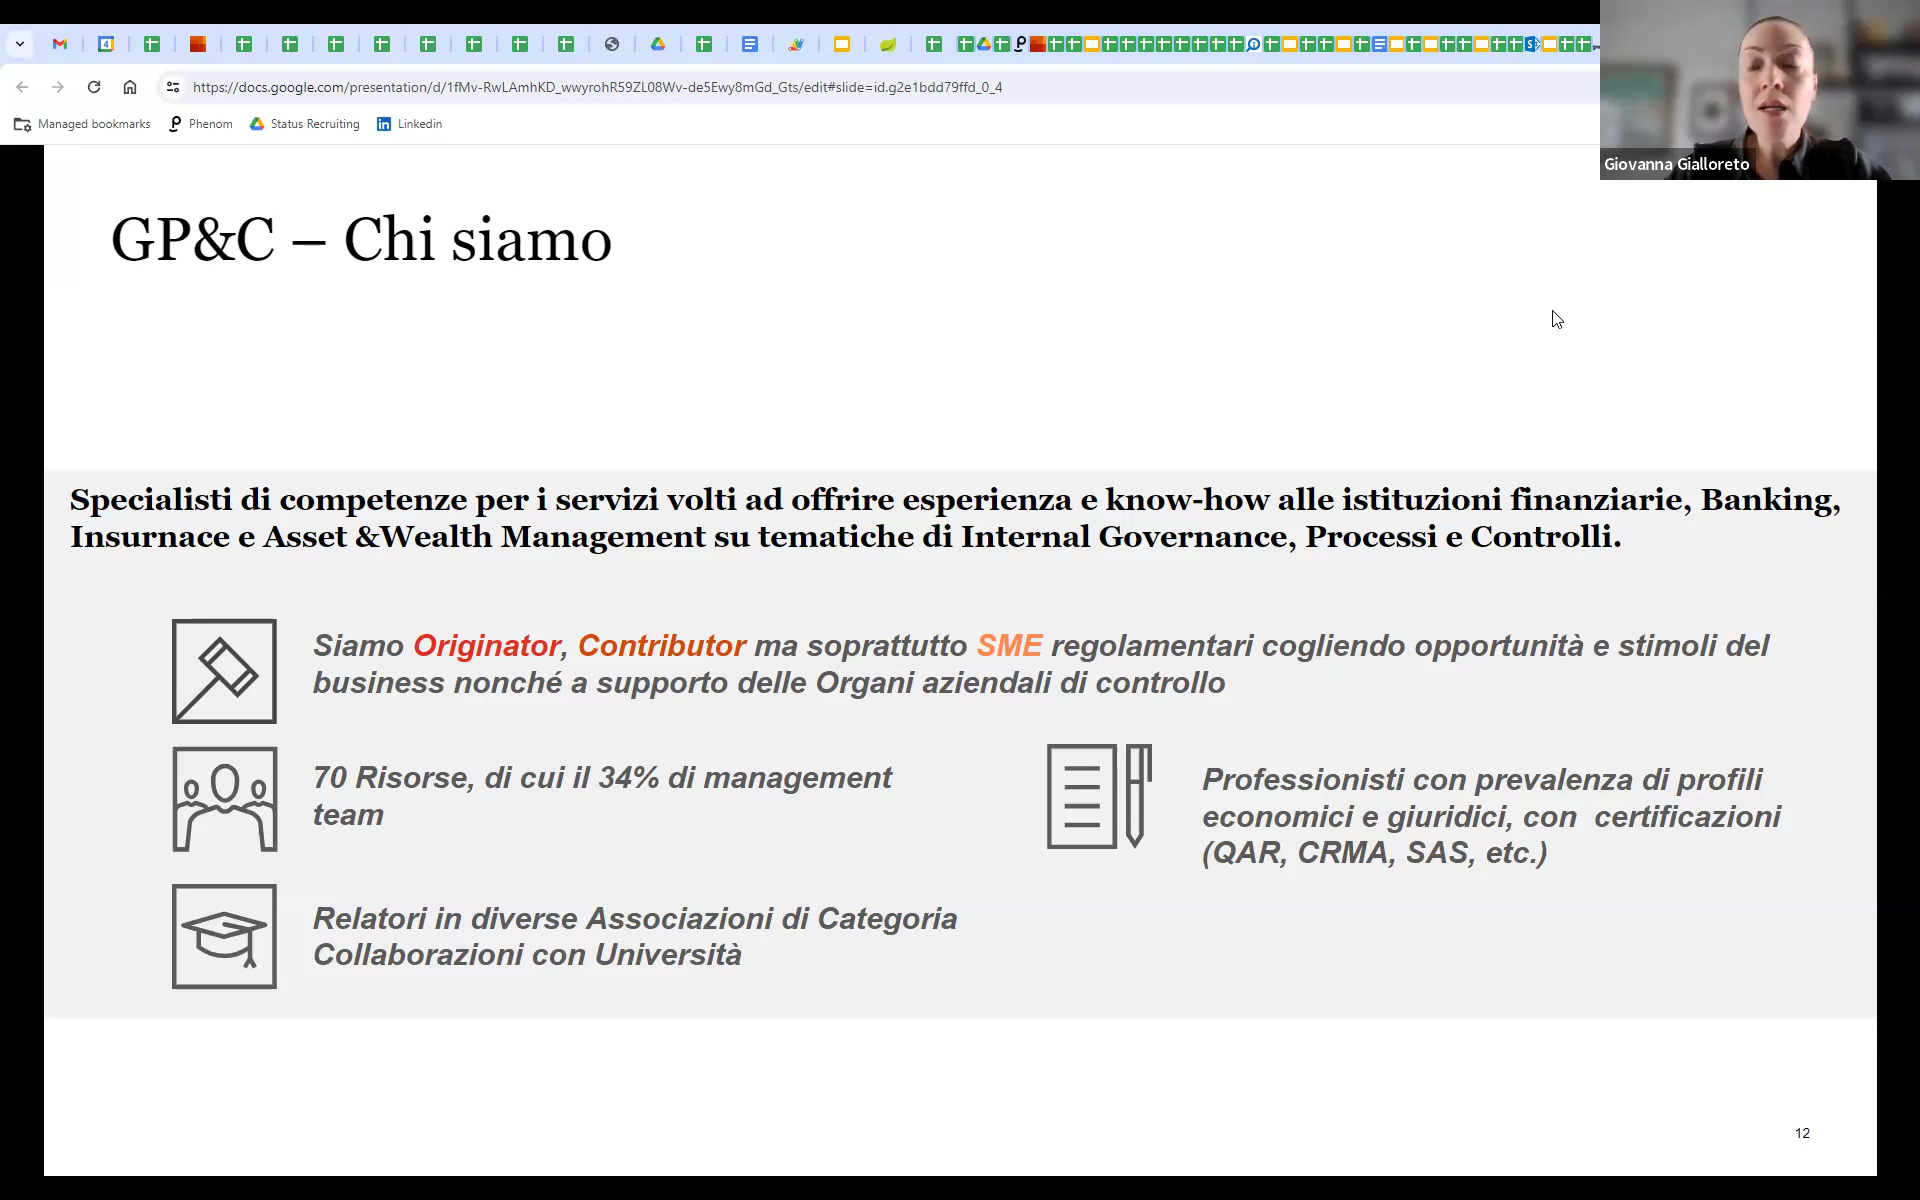 https://docs.google.com/presentation/d/1fMv-RwLAmhKD_wwyrohR59ZL08Wv-de5Ewy8mGd_Gts/edit#slide=id.g2e1bdd79ffd_0_4
Managed bookmarks Phenom Status Recruiting Linkedin
Giovanna Gialloreto
GP&C – Chi siamo
Specialisti di competenze per i servizi volti ad offrire esperienza e know-how alle istituzioni finanziarie, Banking,
Insurnace e Asset &Wealth Management su tematiche di Internal Governance, Processi e Controlli.
Siamo Originator, Contributor ma soprattutto SME regolamentari cogliendo opportunità e stimoli del
business nonché a supporto delle Organi aziendali di controllo
70 Risorse, di cui il 34% di management
team
Professionisti con prevalenza di profili
economici e giuridici, con  certificazioni
(QAR, CRMA, SAS, etc.)
Relatori in diverse Associazioni di Categoria
Collaborazioni con Università
12